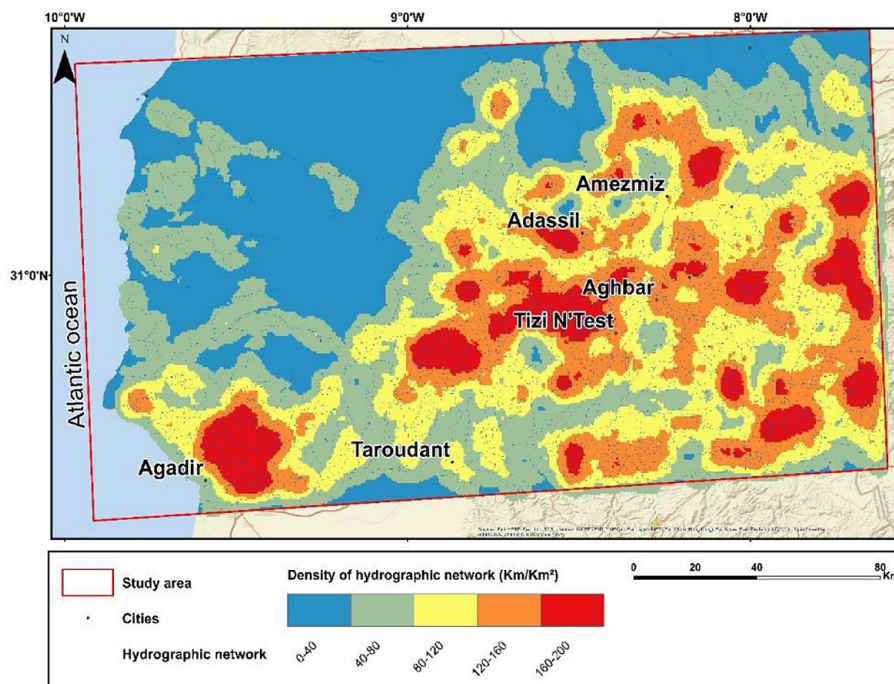 10°0'W 9°0'W 8°0'W
N
Amezmiz
Adassil
31°0'N
Aghbar
Tizi N'Test
Atlantic ocean
Taroudant
Agadir
Study area
Cities
Hydrographic network
Density of hydrographic network (Km/Km²)
0-40 40-80 80-120 120-160 160-200
0 20 40 80
Km